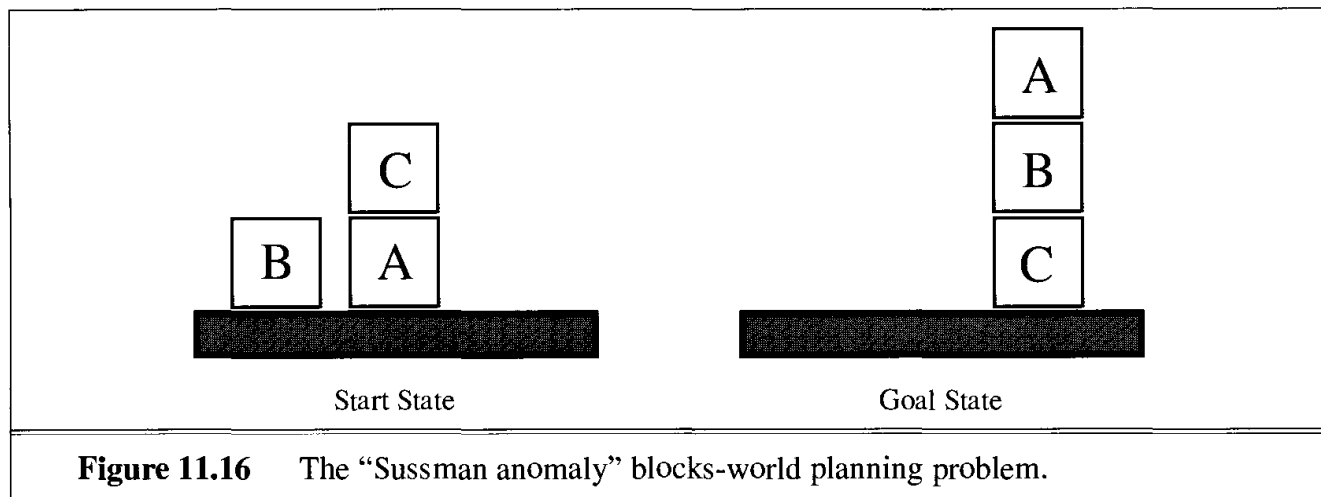 A
C
B
B
A
C
Start State
Goal State
Figure 11.16 The “Sussman anomaly” blocks-world planning problem.